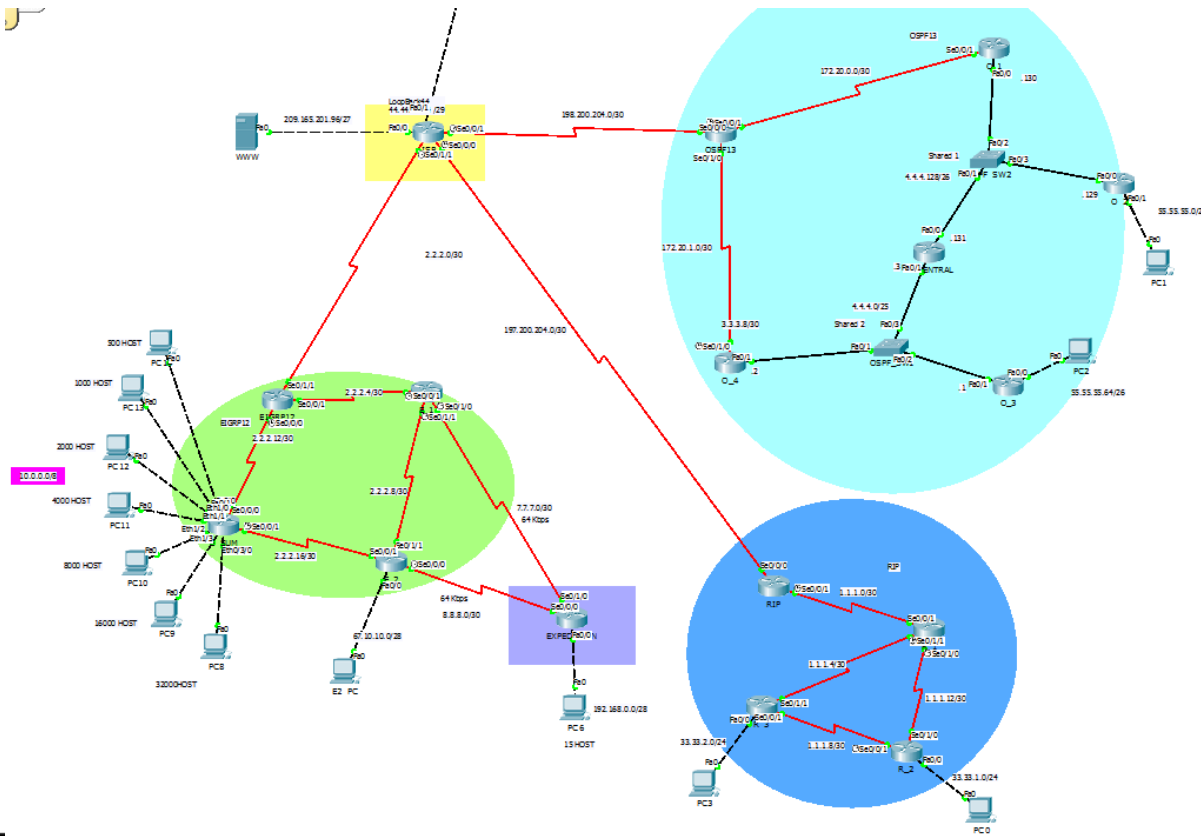 OSPF13
Se0/0/1
O_1
Fa0/0
.130
172.20.0.0/30
LoopBack44
Fa0/1
/29
209.165.201.96/27
Fa0
Fa0/0
Se0/0/1
Se0/0/0
Se0/1/1
WWW
198.200.204.0/30
Se0/0/0
Se0/0/1
OSPF13
Se0/1/0
Fa0/2
Shared 1
Fa0/3
Fa0/1
SW2
4.4.4.128/26
Fa0/0
.129
Fa0/1
55.55.55.0/
Fa0
PC1
Fa0/0
.131
172.20.1.0/30
.3
Fa0/1
ENTRAL
2.2.2.0/30
4.4.4.0/25
197.200.204.0/30
3.3.3.8/30
Shared 2
Fa0/3
Se0/1/0
Fa0/1
Fa0/1
Fa0/2
OSPF_SW1
O_4
.2
Fa0
PC2
Fa0/0
.1
Fa0/1
O_3
55.55.55.64/26
500 HOST
Fa0
1000 HOST
Fa0
PC13
Se0/1/1
2.2.2.4/30
Se0/0/1
Se0/0/1
Se0/1/0
Se0/1/1
EIGRP12
Se0/0/0
2.2.2.12/30
2000 HOST
Fa0
PC12
10.0.0.0/8
4000 HOST
Fa0
PC11
2.2.2.8/30
7.7.7.0/30
64 Kbps
Eth1/0
Eth1/1
Se0/0/0
Eth1/2
Se0/0/1
Eth1/3
Eth0/3/0
2.2.2.16/30
Se0/1/1
Se0/0/1
Se0/0/0
Fa0/0
8000 HOST
Fa0
PC10
16000 HOST
Fa0
PC9
Fa0
PC8
32000HOST
64 Kbps
8.8.8.0/30
Se0/1/0
Se0/0/0
Fa0/0
67.10.10.0/28
Fa0
E2 PC
Fa0
192.168.0.0/28
PC6
15 HOST
Se0/0/0
RIP
RIP
Se0/0/1
1.1.1.0/30
Se0/0/1
Se0/1/1
Se0/1/0
1.1.1.4/30
1.1.1.12/30
Se0/1/1
Fa0/0
Se0/0/1
33.33.2.0/24
1.1.1.8/30
Se0/1/0
Se0/0/1
Fa0/0
R_2
33.33.1.0/24
Fa0
PC3
Fa0
PC0